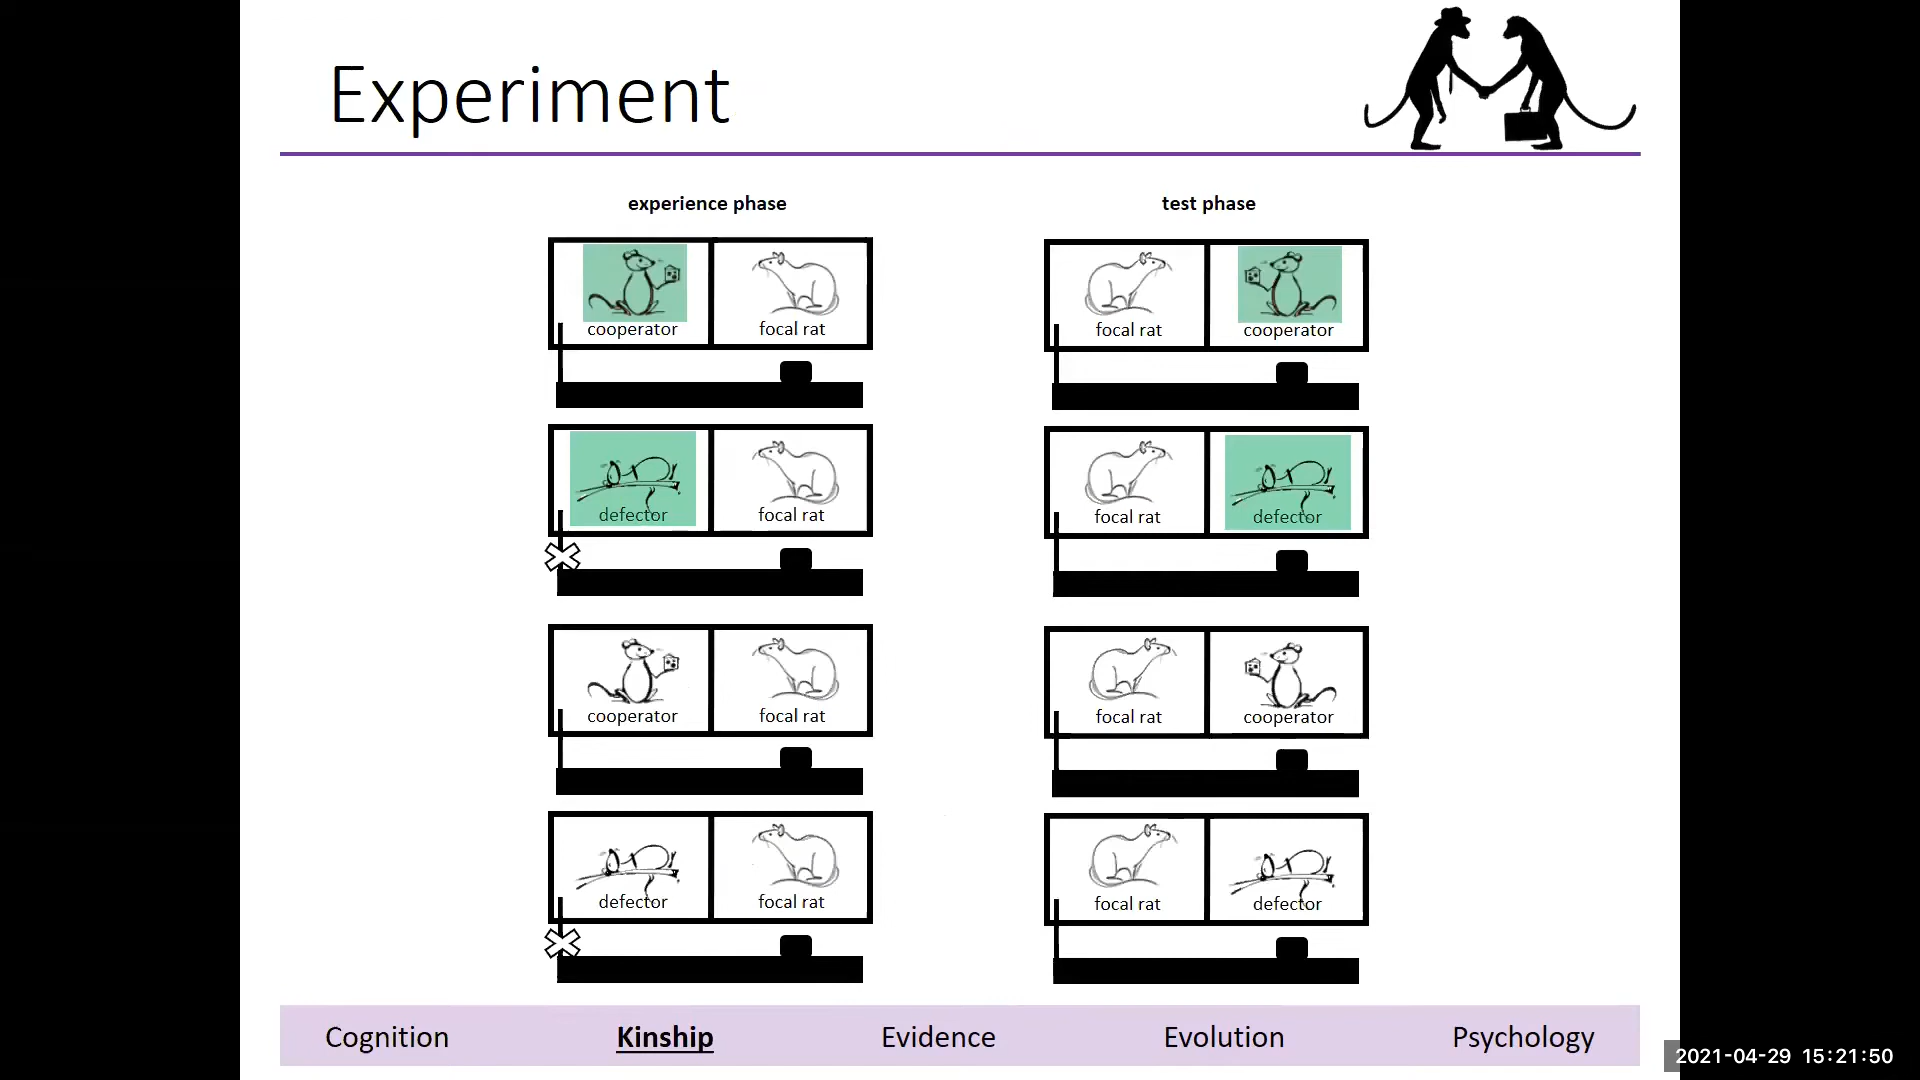 Experiment
experience phase
test phase
cooperator
focal rat
focal rat
cooperator
defector
focal rat
focal rat
defector
cooperator
focal rat
focal rat
cooperator
defector
focal rat
focal rat
defector
Cognition
Kinship
Evidence
Evolution
Psychology
2021-04-29 15:21:50